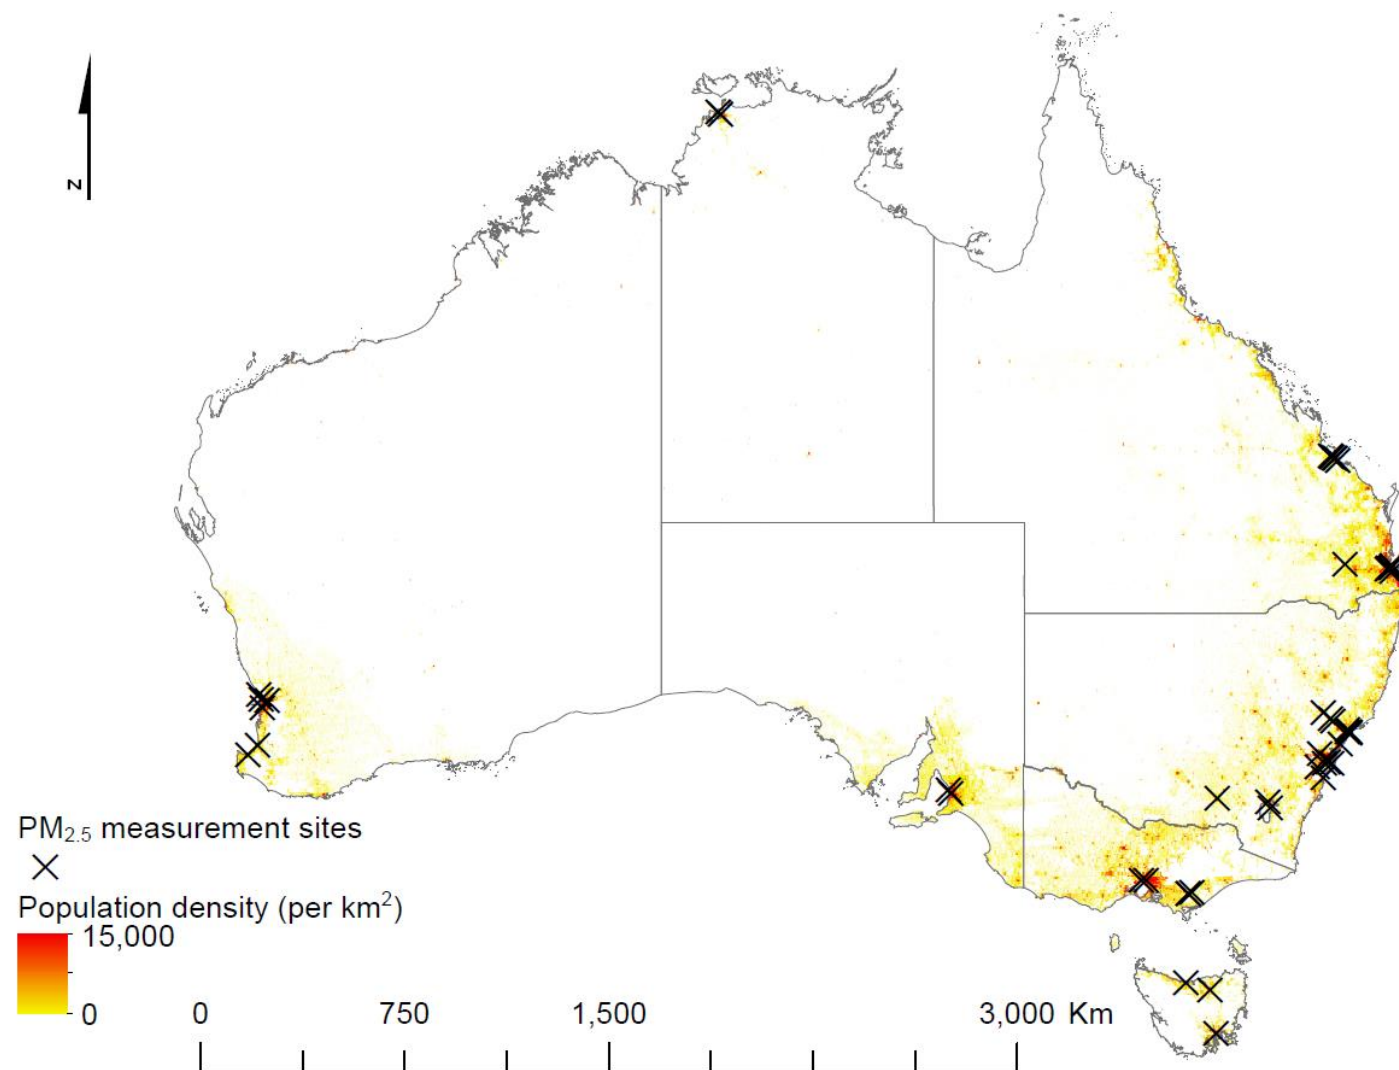 N
PM2.5 measurement sites
Population density (per km²)
15,000
0
0 750 1,500 3,000 Km